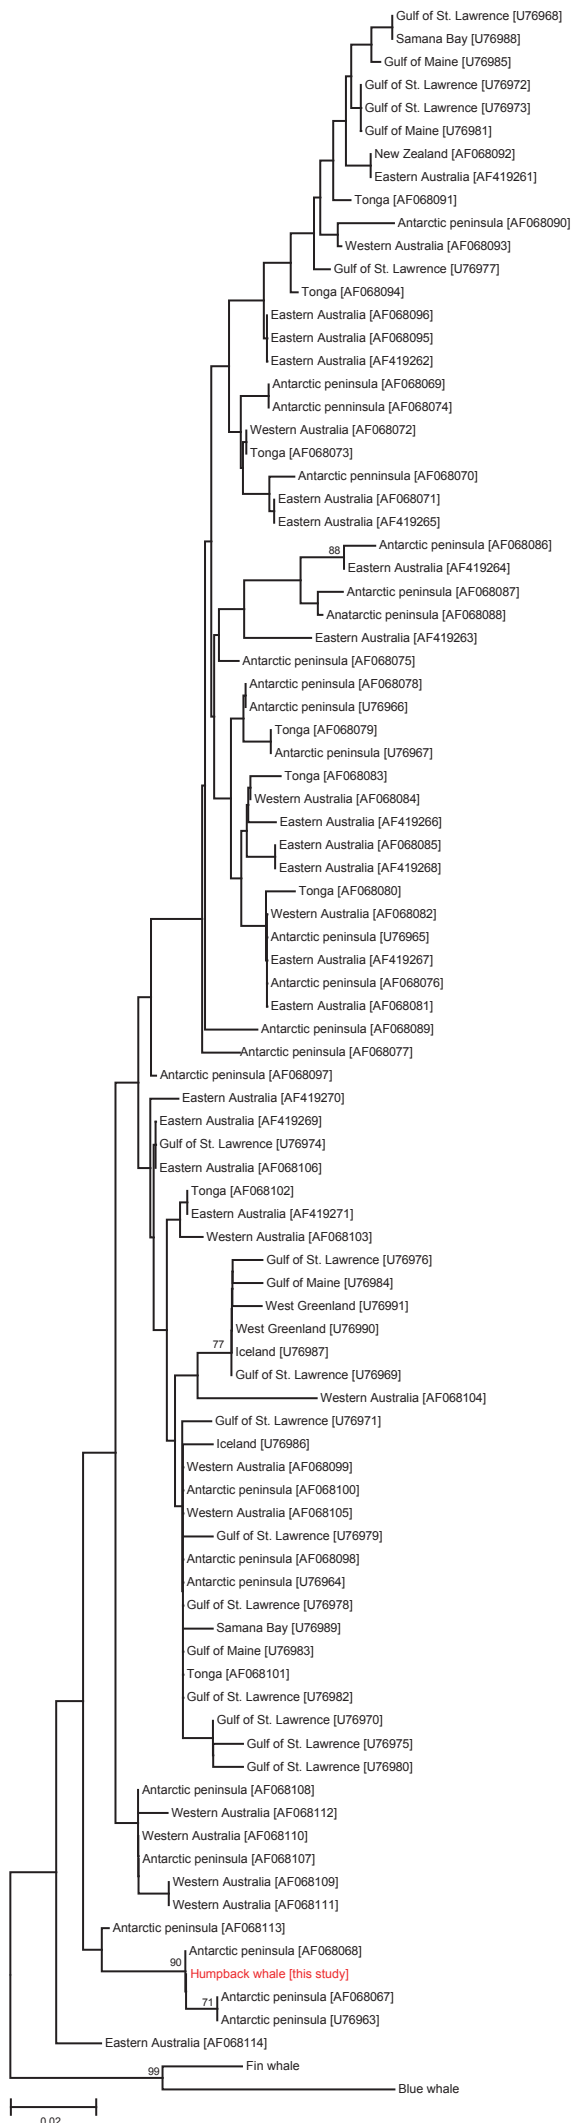 Gulf of St. Lawrence [U76968]
Samana Bay [U76988]
Gulf of Maine [U76985]
Gulf of St. Lawrence [U76972]
Gulf of St. Lawrence [U76973]
Gulf of Maine [U76981]
New Zealand [AF068092]
Eastern Australia [AF419261]
Tonga [AF068091]
Antarctic peninsula [AF068090]
Western Australia [AF068093]
Gulf of St. Lawrence [U76977]
Tonga [AF068094]
Eastern Australia [AF068096]
Eastern Australia [AF068095]
Eastern Australia [AF419262]
Antarctic peninsula [AF068069]
Antarctic penninsula [AF068074]
Western Australia [AF068072]
Tonga [AF068073]
Antarctic penninsula [AF068070]
Eastern Australia [AF068071]
Eastern Australia [AF419265]
Antarctic peninsula [AF068086]
88
Eastern Australia [AF419264]
Antarctic peninsula [AF068087]
Anatarctic peninsula [AF068088]
Eastern Australia [AF419263]
Antarctic peninsula [AF068075]
Antarctic peninsula [AF068078]
Antarctic peninsula [U76966]
Tonga [AF068079]
Antarctic peninsula [U76967]
Tonga [AF068083]
Western Australia [AF068084]
Eastern Australia [AF419266]
Eastern Australia [AF068085]
Eastern Australia [AF419268]
Tonga [AF068080]
Western Australia [AF068082]
Antarctic peninsula [U76965]
Eastern Australia [AF419267]
Antarctic peninsula [AF068076]
Eastern Australia [AF068081]
Antarctic peninsula [AF068089]
Antarctic peninsula [AF068077]
Antarctic peninsula [AF068097]
Eastern Australia [AF419270]
Eastern Australia [AF419269]
Gulf of St. Lawrence [U76974]
Eastern Australia [AF068106]
Tonga [AF068102]
Eastern Australia [AF419271]
Western Australia [AF068103]
Gulf of St. Lawrence [U76976]
Gulf of Maine [U76984]
West Greenland [U76991]
West Greenland [U76990]
77
Iceland [U76987]
Gulf of St. Lawrence [U76969]
Western Australia [AF068104]
Gulf of St. Lawrence [U76971]
Iceland [U76986]
Western Australia [AF068099]
Antarctic peninsula [AF068100]
Western Australia [AF068105]
Gulf of St. Lawrence [U76979]
Antarctic peninsula [AF068098]
Antarctic peninsula [U76964]
Gulf of St. Lawrence [U76978]
Samana Bay [U76989]
Gulf of Maine [U76983]
Tonga [AF068101]
Gulf of St. Lawrence [U76982]
Gulf of St. Lawrence [U76970]
Gulf of St. Lawrence [U76975]
Gulf of St. Lawrence [U76980]
Antarctic peninsula [AF068108]
Western Australia [AF068112]
Western Australia [AF068110]
Antarctic peninsula [AF068107]
Western Australia [AF068109]
Western Australia [AF068111]
Antarctic peninsula [AF068113]
Antarctic peninsula [AF068068]
90
Humpback whale [this study]
Antarctic peninsula [AF068067]
71
Antarctic peninsula [U76963]
Eastern Australia [AF068114]
Fin whale
99
Blue whale
0.02